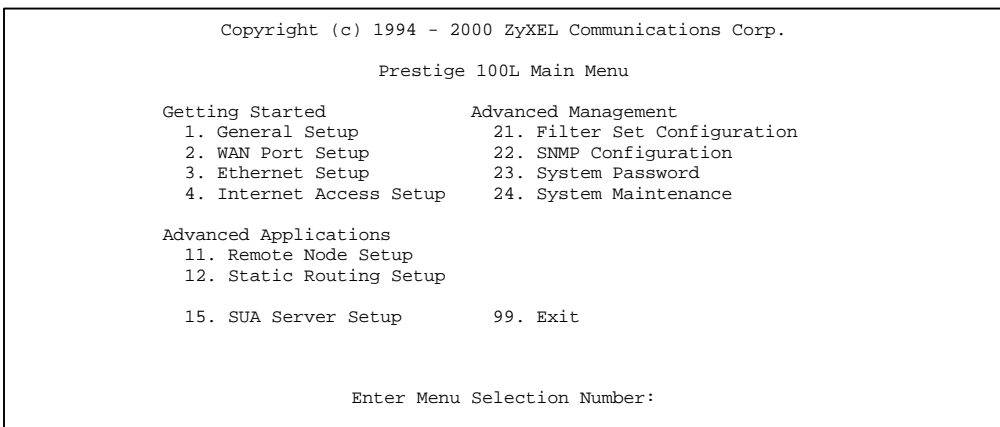 Copyright (c) 1994 - 2000 ZyXEL Communications Corp.
Prestige 100L Main Menu
Getting Started Advanced Management
1. General Setup 21. Filter Set Configuration
2. WAN Port Setup 22. SNMP Configuration
3. Ethernet Setup 23. System Password
4. Internet Access Setup 24. System Maintenance
Advanced Applications
11. Remote Node Setup
12. Static Routing Setup
15. SUA Server Setup 99. Exit
Enter Menu Selection Number: